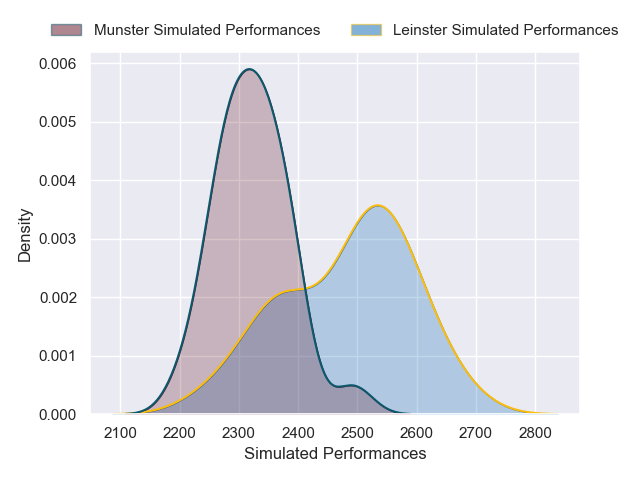 Munster Simulated Performances Leinster Simulated Performances
0.006
0.005
0.004
0.003
0.002
0.001
0.000
Density
2100 2200 2300 2400 2500 2600 2700 2800
Simulated Performances